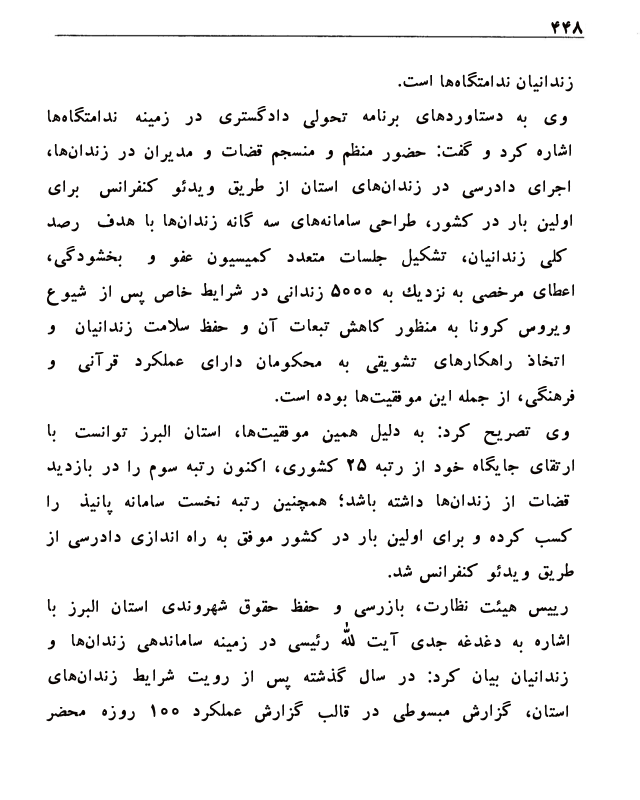 ۴۴۸
زندانیان ندامتگاه‌ها است.
وی به دستاوردهای برنامه تحولی دادگستری در زمینه ندامتگاه‌ها
اشاره کرد و گفت: حضور منظم و منسجم قضات و مدیران در زندان‌ها،
اجرای دادرسی در زندان‌های استان از طریق ویدئو کنفرانس برای
اولین بار در کشور، طراحی سامانه‌های سه گانه زندان‌ها با هدف رصد
کلی زندانیان، تشکیل جلسات متعدد کمیسیون عفو و بخشودگی،
اعطای مرخصی به نزدیك به ۵۰۰۰ زندانی در شرایط خاص پس از شیوع
ویروس کرونا به منظور کاهش تبعات آن و حفظ سلامت زندانیان و
اتخاذ راهکارهای تشویقی به محکومان دارای عملکرد قرآنی و
فرهنگی، از جمله این موفقیت‌ها بوده است.
وی تصریح کرد: به دلیل همین موفقیت‌ها، استان البرز توانست با
ارتقای جایگاه خود از رتبه ۲۵ کشوری، اکنون رتبه سوم را در بازدید
قضات از زندان‌ها داشته باشد؛ همچنین رتبه نخست سامانه پانیذ را
کسب کرده و برای اولین بار در کشور موفق به راه اندازی دادرسی از
طریق ویدئو کنفرانس شد.
رییس هیئت نظارت، بازرسی و حفظ حقوق شهروندی استان البرز با
اشاره به دغدغه جدی آیت لله رئیسی در زمینه ساماندهی زندان‌ها و
زندانیان بیان کرد: در سال گذشته پس از رویت شرایط زندان‌های
استان، گزارش مبسوطی در قالب گزارش عملکرد ۱۰۰ روزه محضر